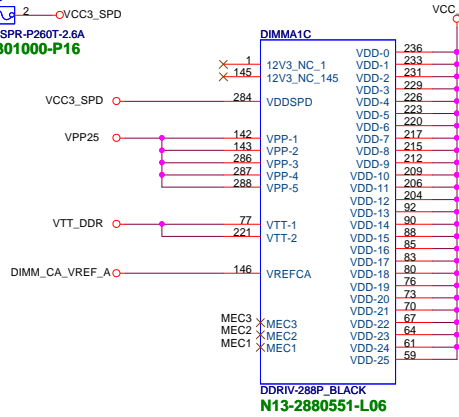 2 VCC3_SPD
SPR-P260T-2.6A
801000-P16
VCC_
DIMMA1C
1 12V3_NC_1
145 12V3_NC_145
VCC3_SPD 284 VDDSPD
VPP25 142 VPP-1
143 VPP-2
286 VPP-3
287 VPP-4
288 VPP-5
VTT_DDR 77 VTT-1
221 VTT-2
DIMM_CA_VREF_A 146 VREFCA
MEC3 MEC3
MEC2 MEC2
MEC1 MEC1
VDD-0 236
VDD-1 233
VDD-2 231
VDD-3 229
VDD-4 226
VDD-5 223
VDD-6 220
VDD-7 217
VDD-8 215
VDD-9 212
VDD-10 209
VDD-11 206
VDD-12 204
VDD-13 92
VDD-14 90
VDD-15 88
VDD-16 85
VDD-17 83
VDD-18 80
VDD-19 76
VDD-20 73
VDD-21 70
VDD-22 67
VDD-23 64
VDD-24 61
VDD-25 59
DDRIV-288P_BLACK
N13-2880551-L06